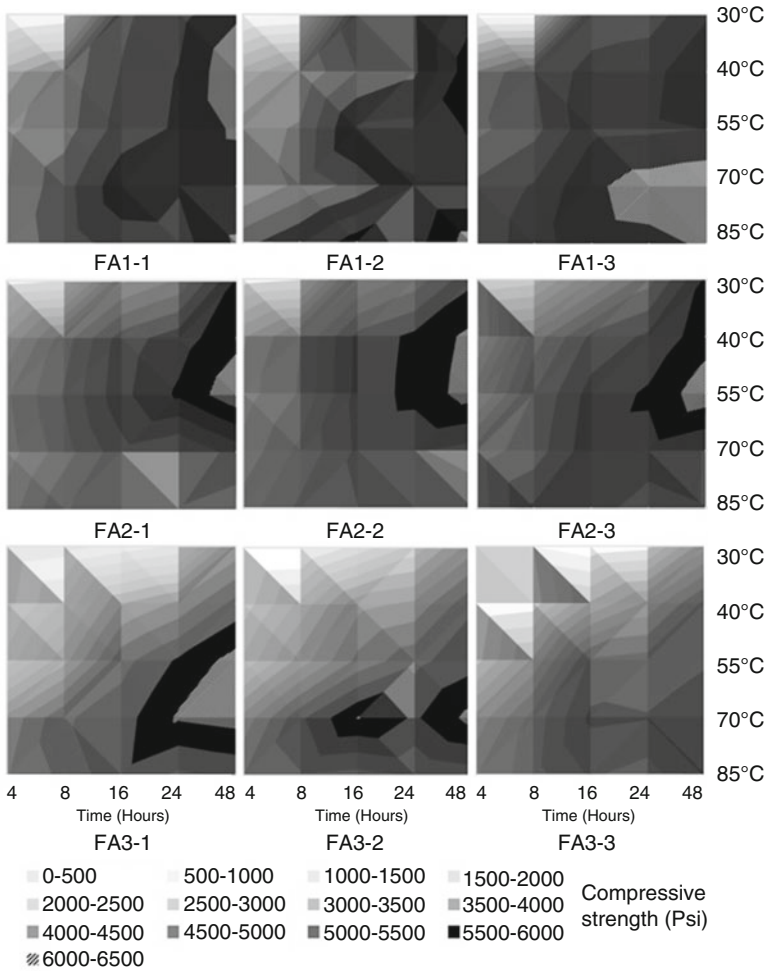 30°C
40°C
55°C
70°C
85°C
FA1-1 FA1-2 FA1-3
30°C
40°C
55°C
70°C
85°C
FA2-1 FA2-2 FA2-3
30°C
40°C
55°C
70°C
85°C
4 8 16 24 48 4 8 16 24 48 4 8 16 24 48
Time (Hours) Time (Hours) Time (Hours)
FA3-1 FA3-2 FA3-3
0-500 500-1000 1000-1500 1500-2000
2000-2500 2500-3000 3000-3500 3500-4000
4000-4500 4500-5000 5000-5500 5500-6000
6000-6500
Compressive
strength (Psi)